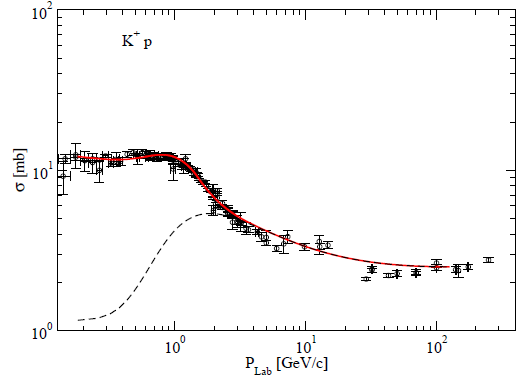 10²
K⁺ p
σ [mb]
10¹
10⁰
10⁰ 10¹ 10²
P_Lab [GeV/c]